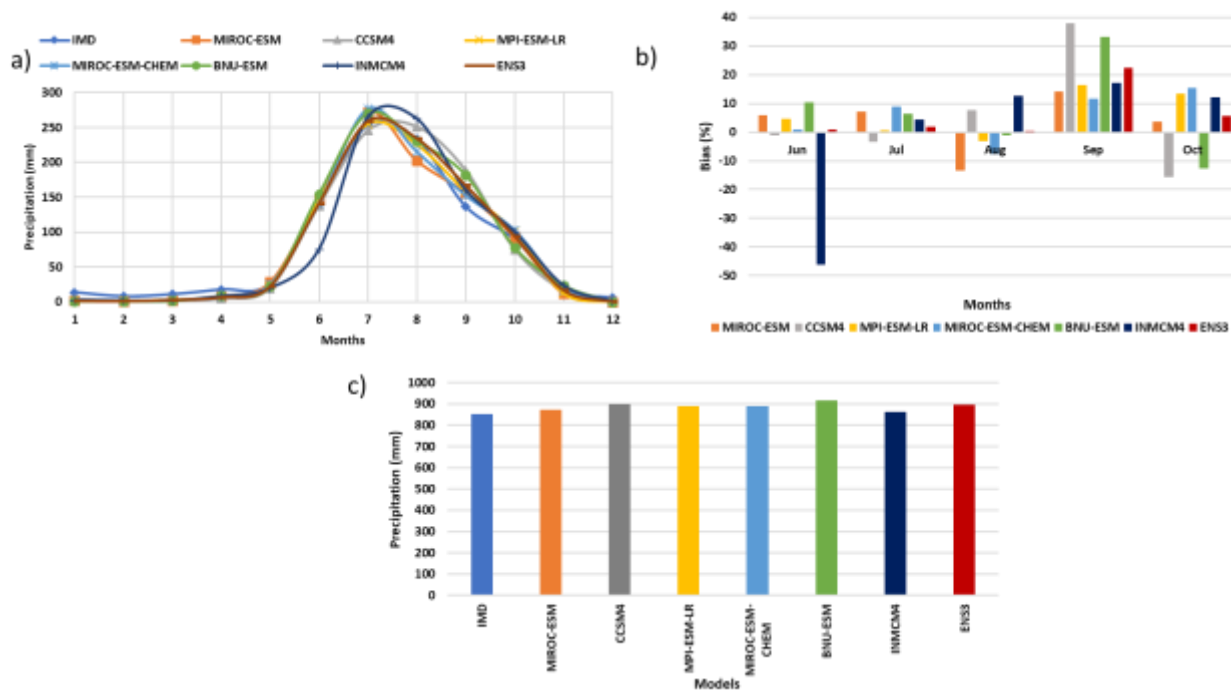 a)
IMD MIROC-ESM CCSM4 MPI-ESM-LR
MIROC-ESM-CHEM BNU-ESM INMCM4 ENS3
Precipitation (mm)
300
250
200
150
100
50
0
1 2 3 4 5 6 7 8 9 10 11 12
Months
b)
Bias (%)
40
30
20
10
0
-10
-20
-30
-40
-50
Jun Jul Aug Sep Oct
Months
MIROC-ESM CCSM4 MPI-ESM-LR MIROC-ESM-CHEM BNU-ESM INMCM4 ENS3
c)
Precipitation (mm)
1000
900
800
700
600
500
400
300
200
100
0
IMD
MIROC-ESM
CCSM4
MPI-ESM-LR
MIROC-ESM-
CHEM
BNU-ESM
INMCM4
ENS3
Models